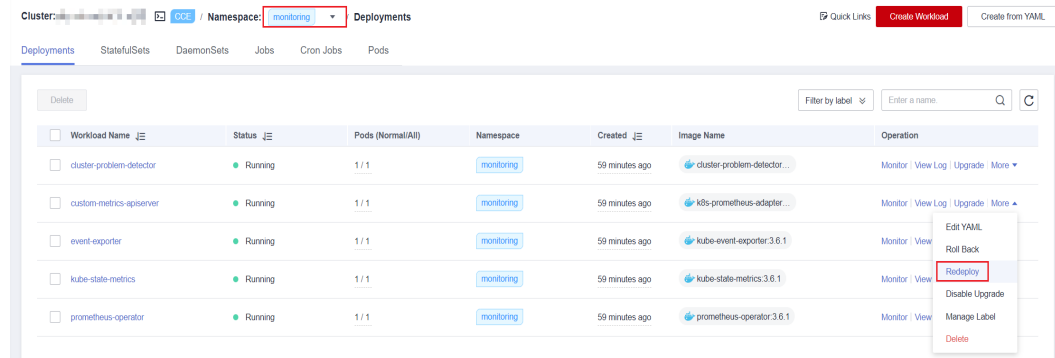 Cluster: CCE / Namespace: monitoring / Deployments Quick Links Create Workload Create from YAML
Deployments StatefulSets DaemonSets Jobs Cron Jobs Pods
Delete Filter by label Enter a name.
Workload Name Status Pods (Normal/All) Namespace Created Image Name Operation
cluster-problem-detector Running 1 / 1 monitoring 59 minutes ago cluster-problem-detector... Monitor | View Log | Upgrade | More
custom-metrics-apiserver Running 1 / 1 monitoring 59 minutes ago k8s-prometheus-adapter... Monitor | View Log | Upgrade | More
Edit YAML
event-exporter Running 1 / 1 monitoring 59 minutes ago kube-event-exporter:3.6.1 Monitor | View
Roll Back
kube-state-metrics Running 1 / 1 monitoring 59 minutes ago kube-state-metrics:3.6.1 Monitor | View
Redeploy
Disable Upgrade
prometheus-operator Running 1 / 1 monitoring 59 minutes ago prometheus-operator:3.6.1 Monitor | View
Manage Label
Delete